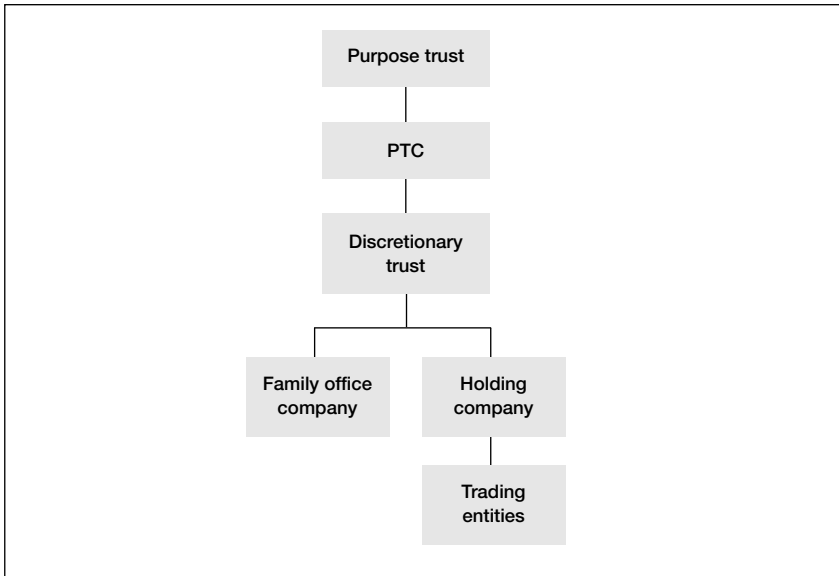 Purpose trust
PTC
Discretionary
trust
Family office
company
Holding
company
Trading
entities